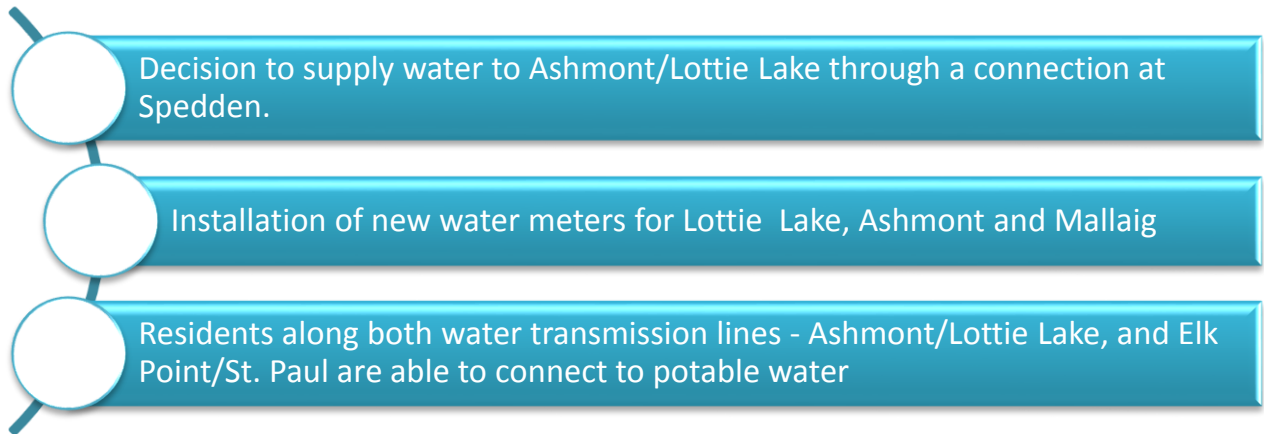 Decision to supply water to Ashmont/Lottie Lake through a connection at
Spedden.
Installation of new water meters for Lottie  Lake, Ashmont and Mallaig
Residents along both water transmission lines - Ashmont/Lottie Lake, and Elk
Point/St. Paul are able to connect to potable water